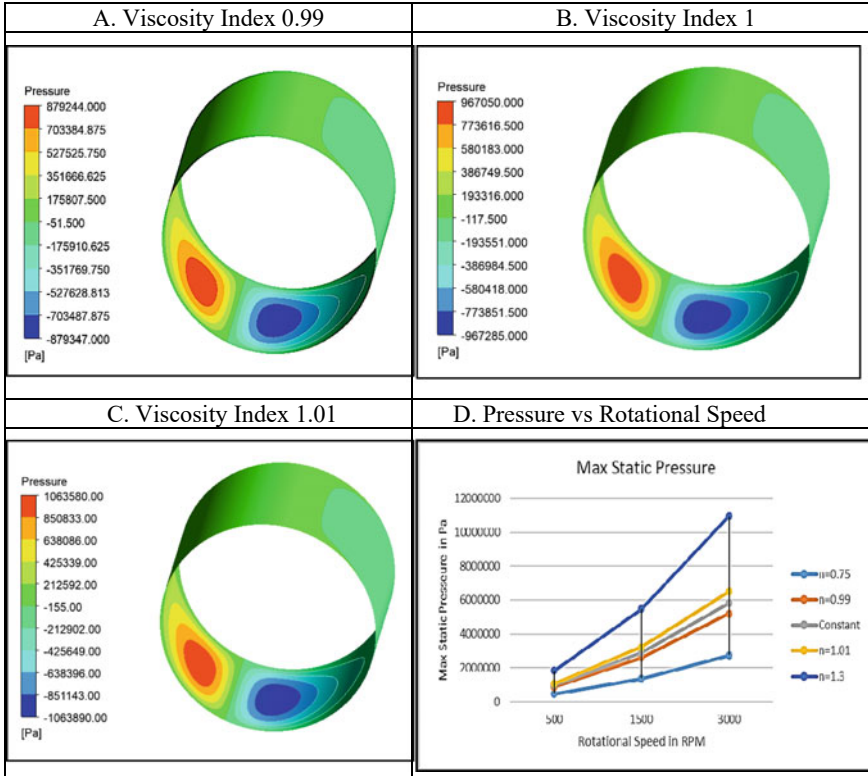 A. Viscosity Index 0.99
B. Viscosity Index 1
Pressure
879244.000
703384.875
527525.750
351666.625
175807.500
-51.500
-175910.625
-351769.750
-527628.813
-703487.875
-879347.000
[Pa]
Pressure
967050.000
773616.500
580183.000
386749.500
193316.000
-117.500
-193551.000
-386984.500
-580418.000
-773851.500
-967285.000
[Pa]
C. Viscosity Index 1.01
D. Pressure vs Rotational Speed
Pressure
1063580.00
850833.00
638086.00
425339.00
212592.00
-155.00
-212902.00
-425649.00
-638396.00
-851143.00
-1063890.00
[Pa]
Max Static Pressure
Max Static Presseure in Pa
12000000
10000000
8000000
6000000
4000000
2000000
0
500
1500
3000
Rotational Speed in RPM
n=0.75
n=0.99
Constant
n=1.01
n=1.3